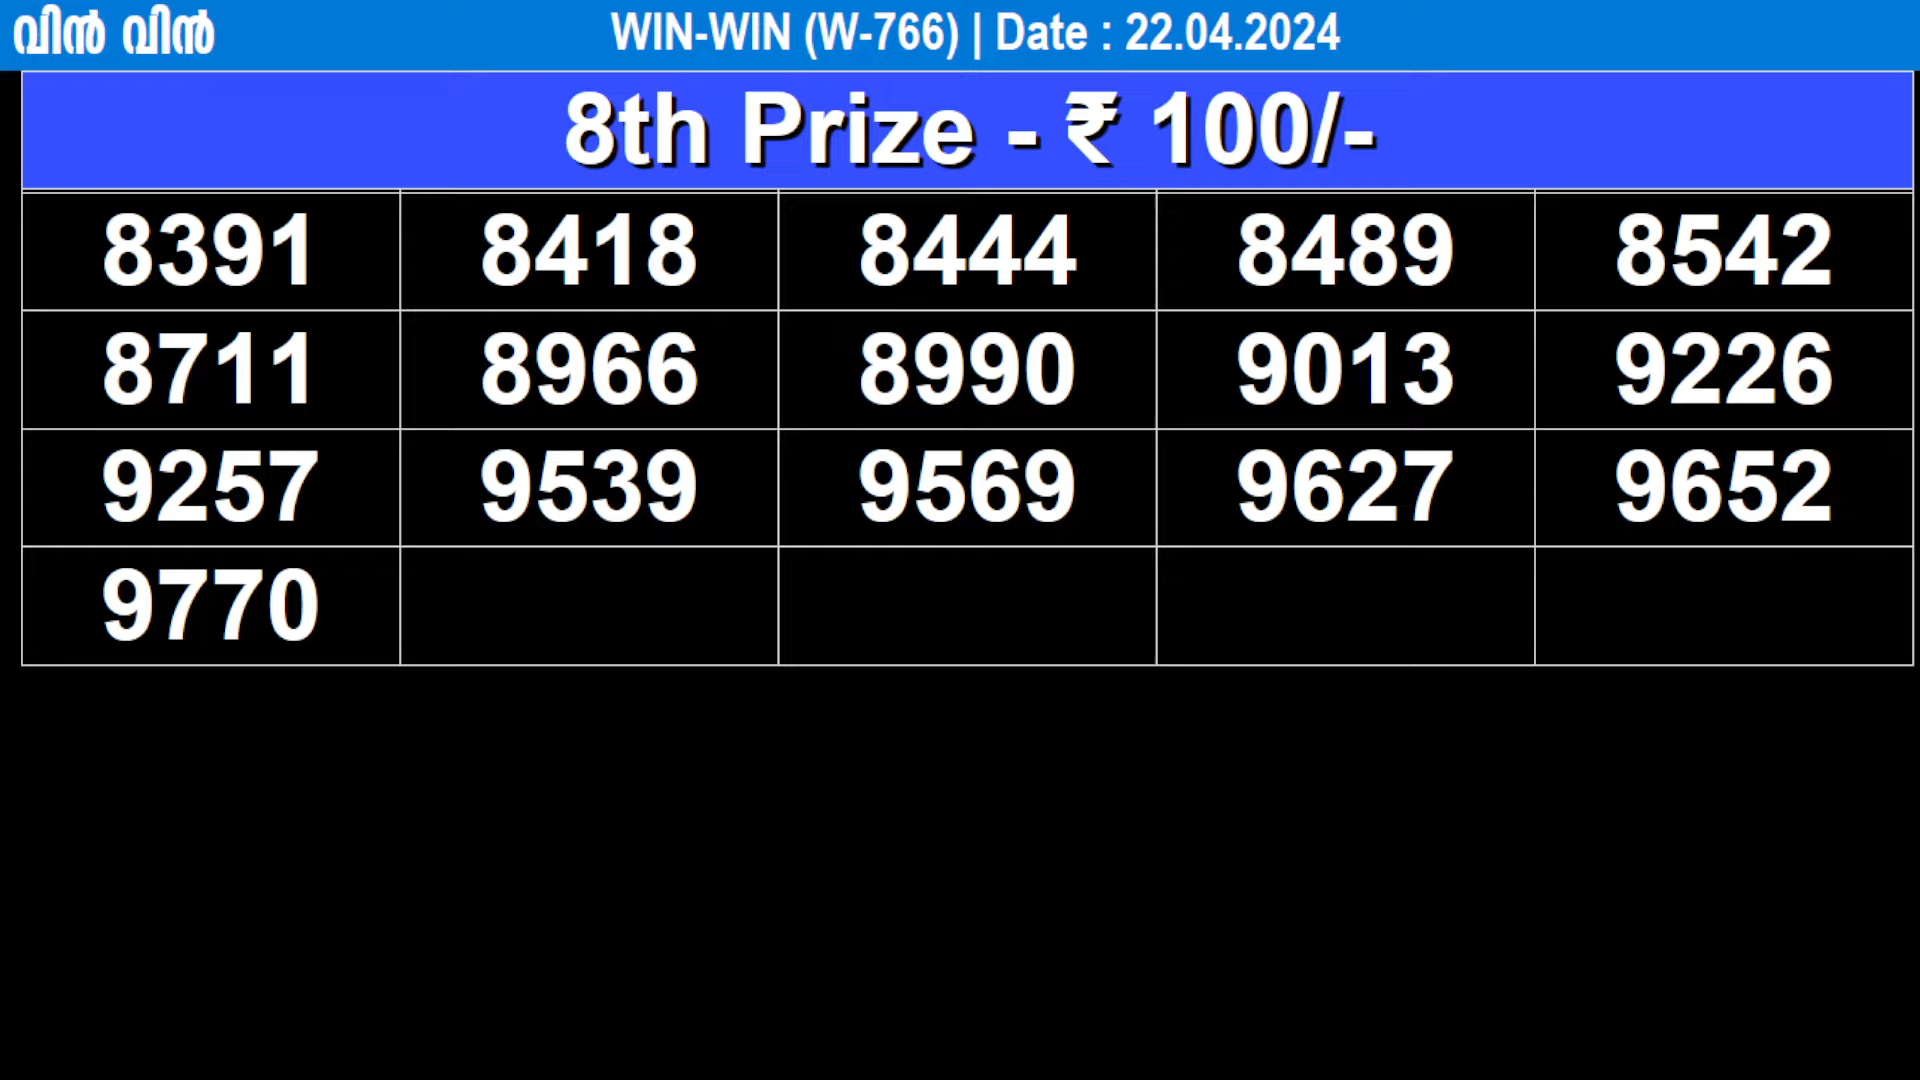 വിൻ വിൻ WIN-WIN (W-766) | Date : 22.04.2024
8th Prize - ₹ 100/-
8391 8418 8444 8489 8542
8711 8966 8990 9013 9226
9257 9539 9569 9627 9652
9770